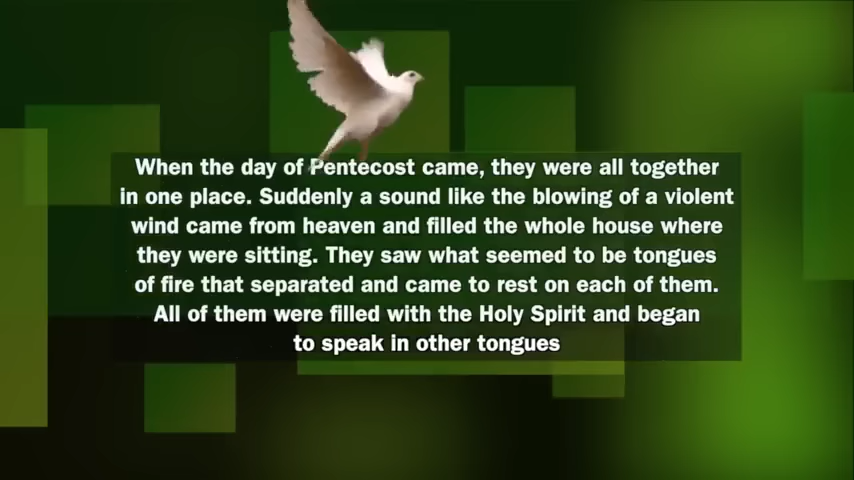 When the day of Pentecost came, they were all together
in one place. Suddenly a sound like the blowing of a violent
wind came from heaven and filled the whole house where
they were sitting. They saw what seemed to be tongues
of fire that separated and came to rest on each of them.
All of them were filled with the Holy Spirit and began
to speak in other tongues